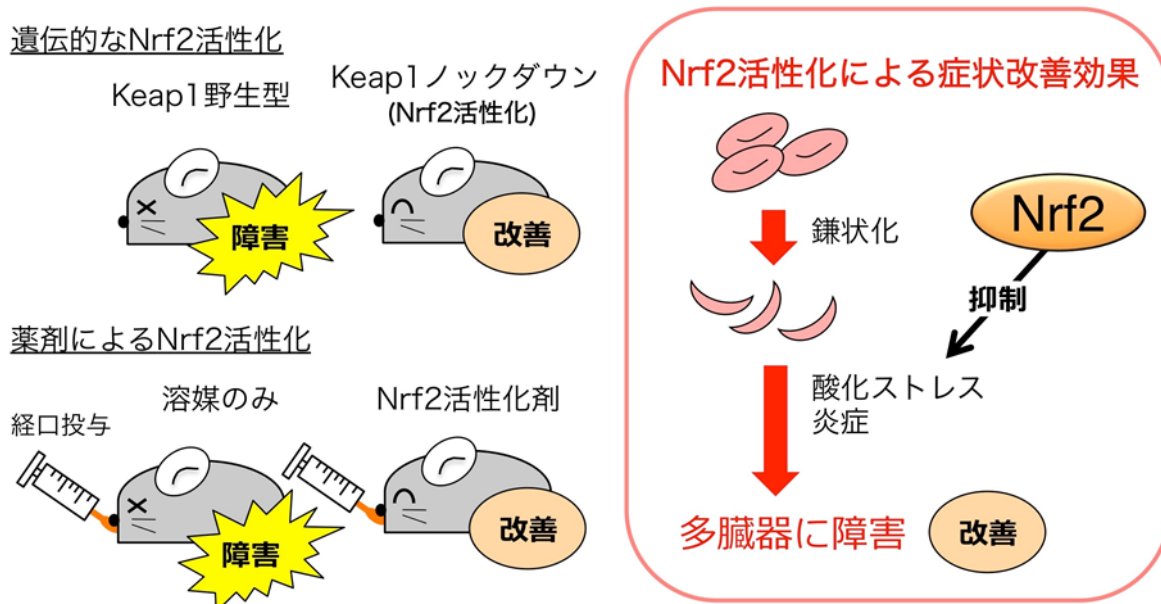 遺伝的なNrf2活性化
Keap1野生型
Keap1ノックダウン
(Nrf2活性化)
障害
改善
薬剤によるNrf2活性化
溶媒のみ
Nrf2活性化剤
経口投与
障害
改善
Nrf2活性化による症状改善効果
鎌状化
Nrf2
抑制
酸化ストレス
炎症
多臓器に障害
改善